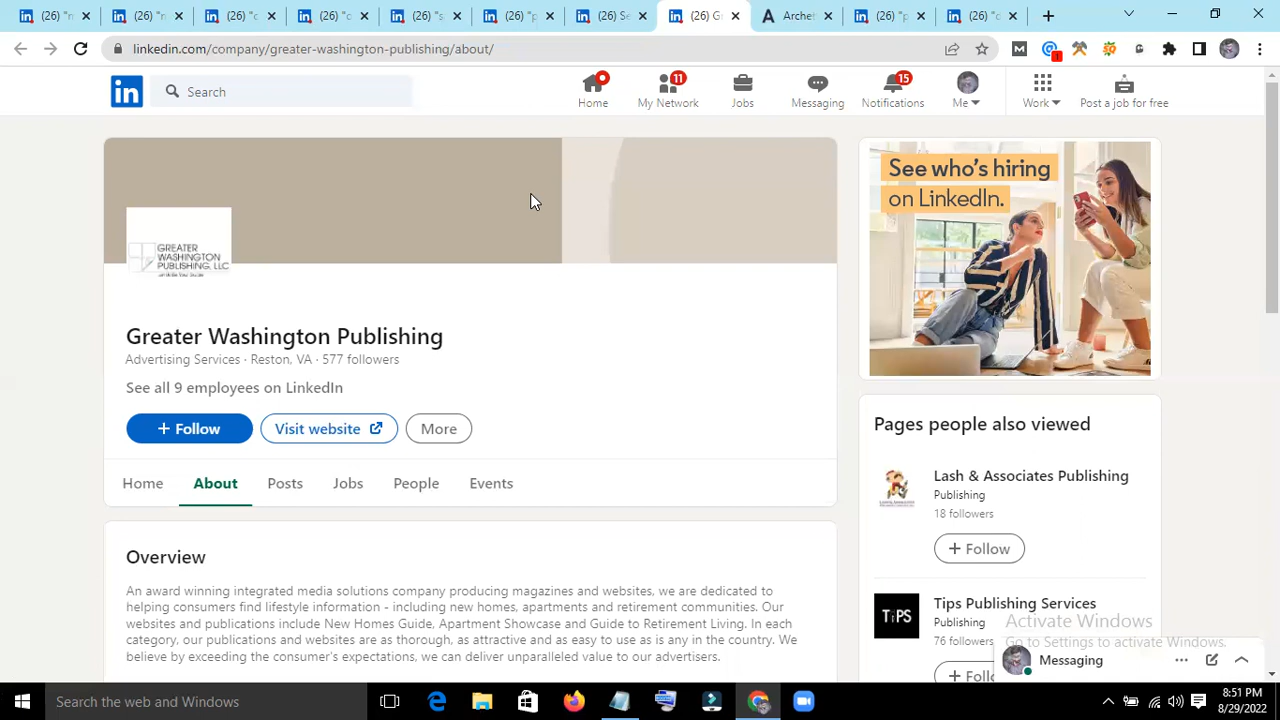 (26) "r
(26) "r
(26) "c
(26) "c
(26) "s
(26) "p
(26) Se
(26) G
Archet
(26) "p
(26) "c
linkedin.com/company/greater-washington-publishing/about/
1
in
Search
Home
11
My Network
Jobs
Messaging
15
Notifications
Me
Work
Post a job for free
GREATER
WASHINGTON
PUBLISHING, LLC
Greater Washington Publishing
Advertising Services · Reston, VA · 577 followers
See all 9 employees on LinkedIn
+ Follow
Visit website
More
Home
About
Posts
Jobs
People
Events
Overview
An award winning integrated media solutions company producing magazines and websites, we are dedicated to
helping consumers find lifestyle information - including new homes, apartments and retirement communities. Our
websites and publications include New Homes Guide, Apartment Showcase and Guide to Retirement Living. In each
category, our publications and websites are as thorough, as attractive and as easy to use as is any in the country. We
believe by exceeding the consumer's expectations, we can deliver unparalleled value to our advertisers.
See who's hiring
on LinkedIn.
Pages people also viewed
Lash & Associates Publishing
Publishing
18 followers
+ Follow
TIPS
Tips Publishing Services
Publishing
76 followers
+ Follo
Activate Windows
Go to Settings to activate Windows.
Messaging
Search the web and Windows
8:51 PM
8/29/2022